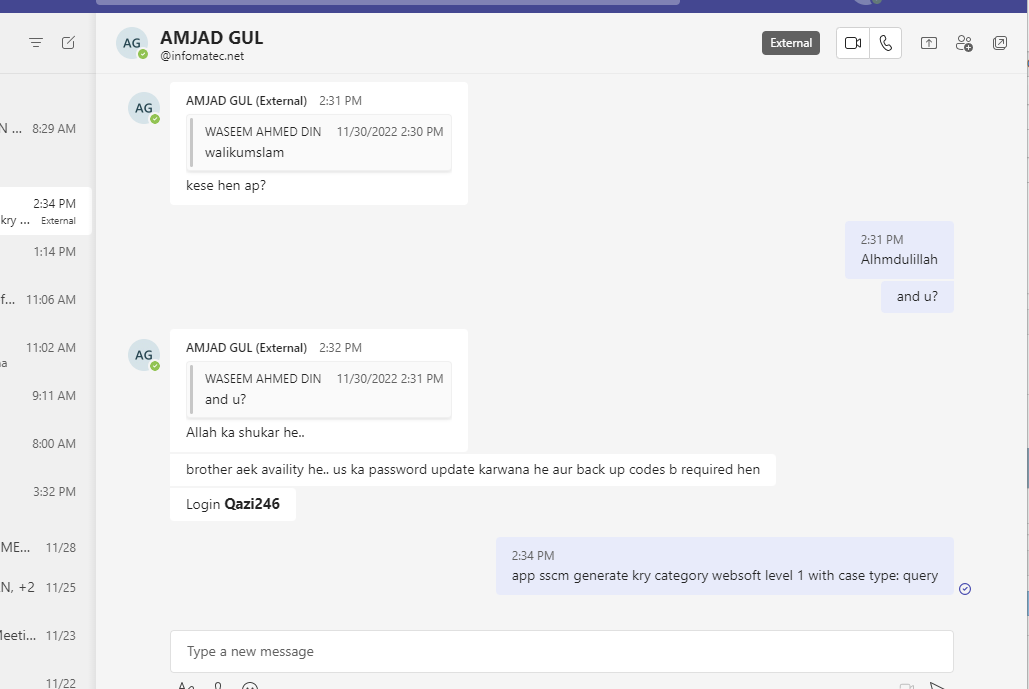 AG
AMJAD GUL
@infomatec.net
External
N ... 8:29 AM
2:34 PM
kry ... External
1:14 PM
f... 11:06 AM
11:02 AM
9:11 AM
8:00 AM
3:32 PM
ME... 11/28
N, +2 11/25
Meeti... 11/23
11/22
AG
AMJAD GUL (External) 2:31 PM
WASEEM AHMED DIN 11/30/2022 2:30 PM
walikumslam
kese hen ap?
2:31 PM
Alhmdulillah
and u?
AG
AMJAD GUL (External) 2:32 PM
WASEEM AHMED DIN 11/30/2022 2:31 PM
and u?
Allah ka shukar he..
brother aek availity he.. us ka password update karwana he aur back up codes b required hen
Login Qazi246
2:34 PM
app sscm generate kry category websoft level 1 with case type: query
Type a new message